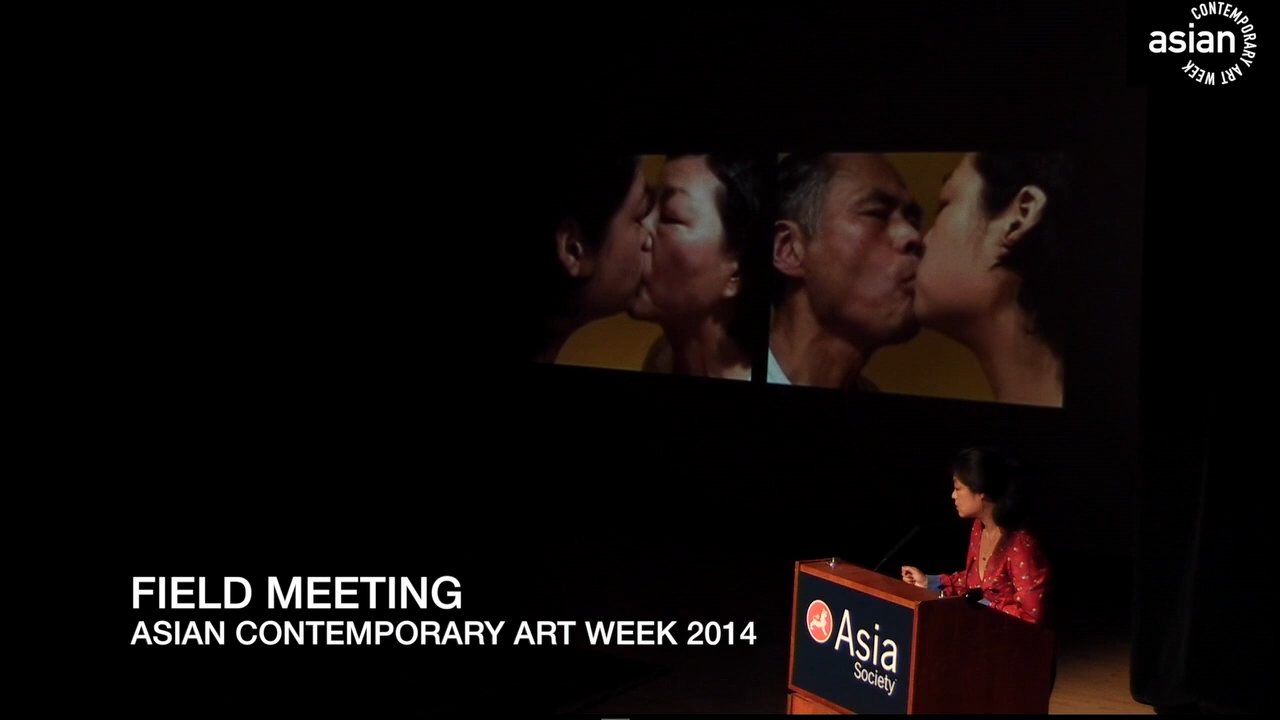 CONTEMPORARY
asian
ART WEEK
FIELD MEETING
ASIAN CONTEMPORARY ART WEEK 2014
Asia
Society